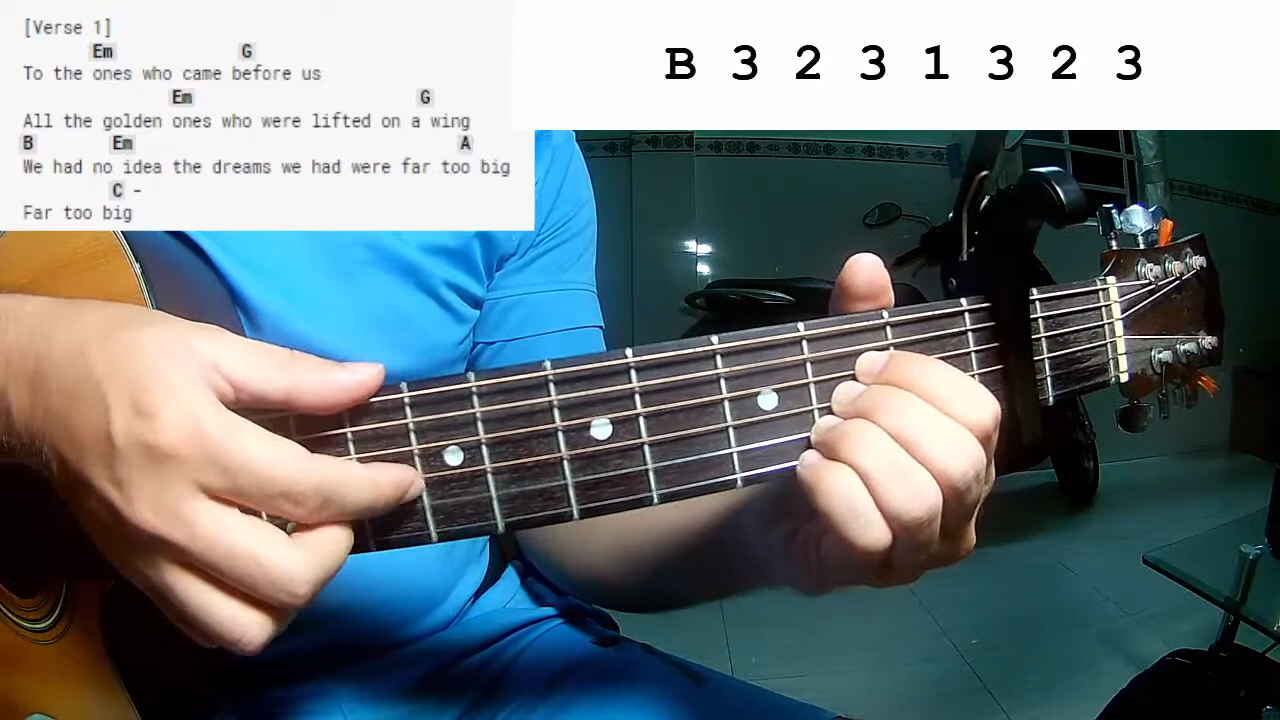 [Verse 1]
Em G
To the ones who came before us
Em G
All the golden ones who were lifted on a wing
B Em A
We had no idea the dreams we had were far too big
C -
Far too big
B 3 2 3 1 3 2 3